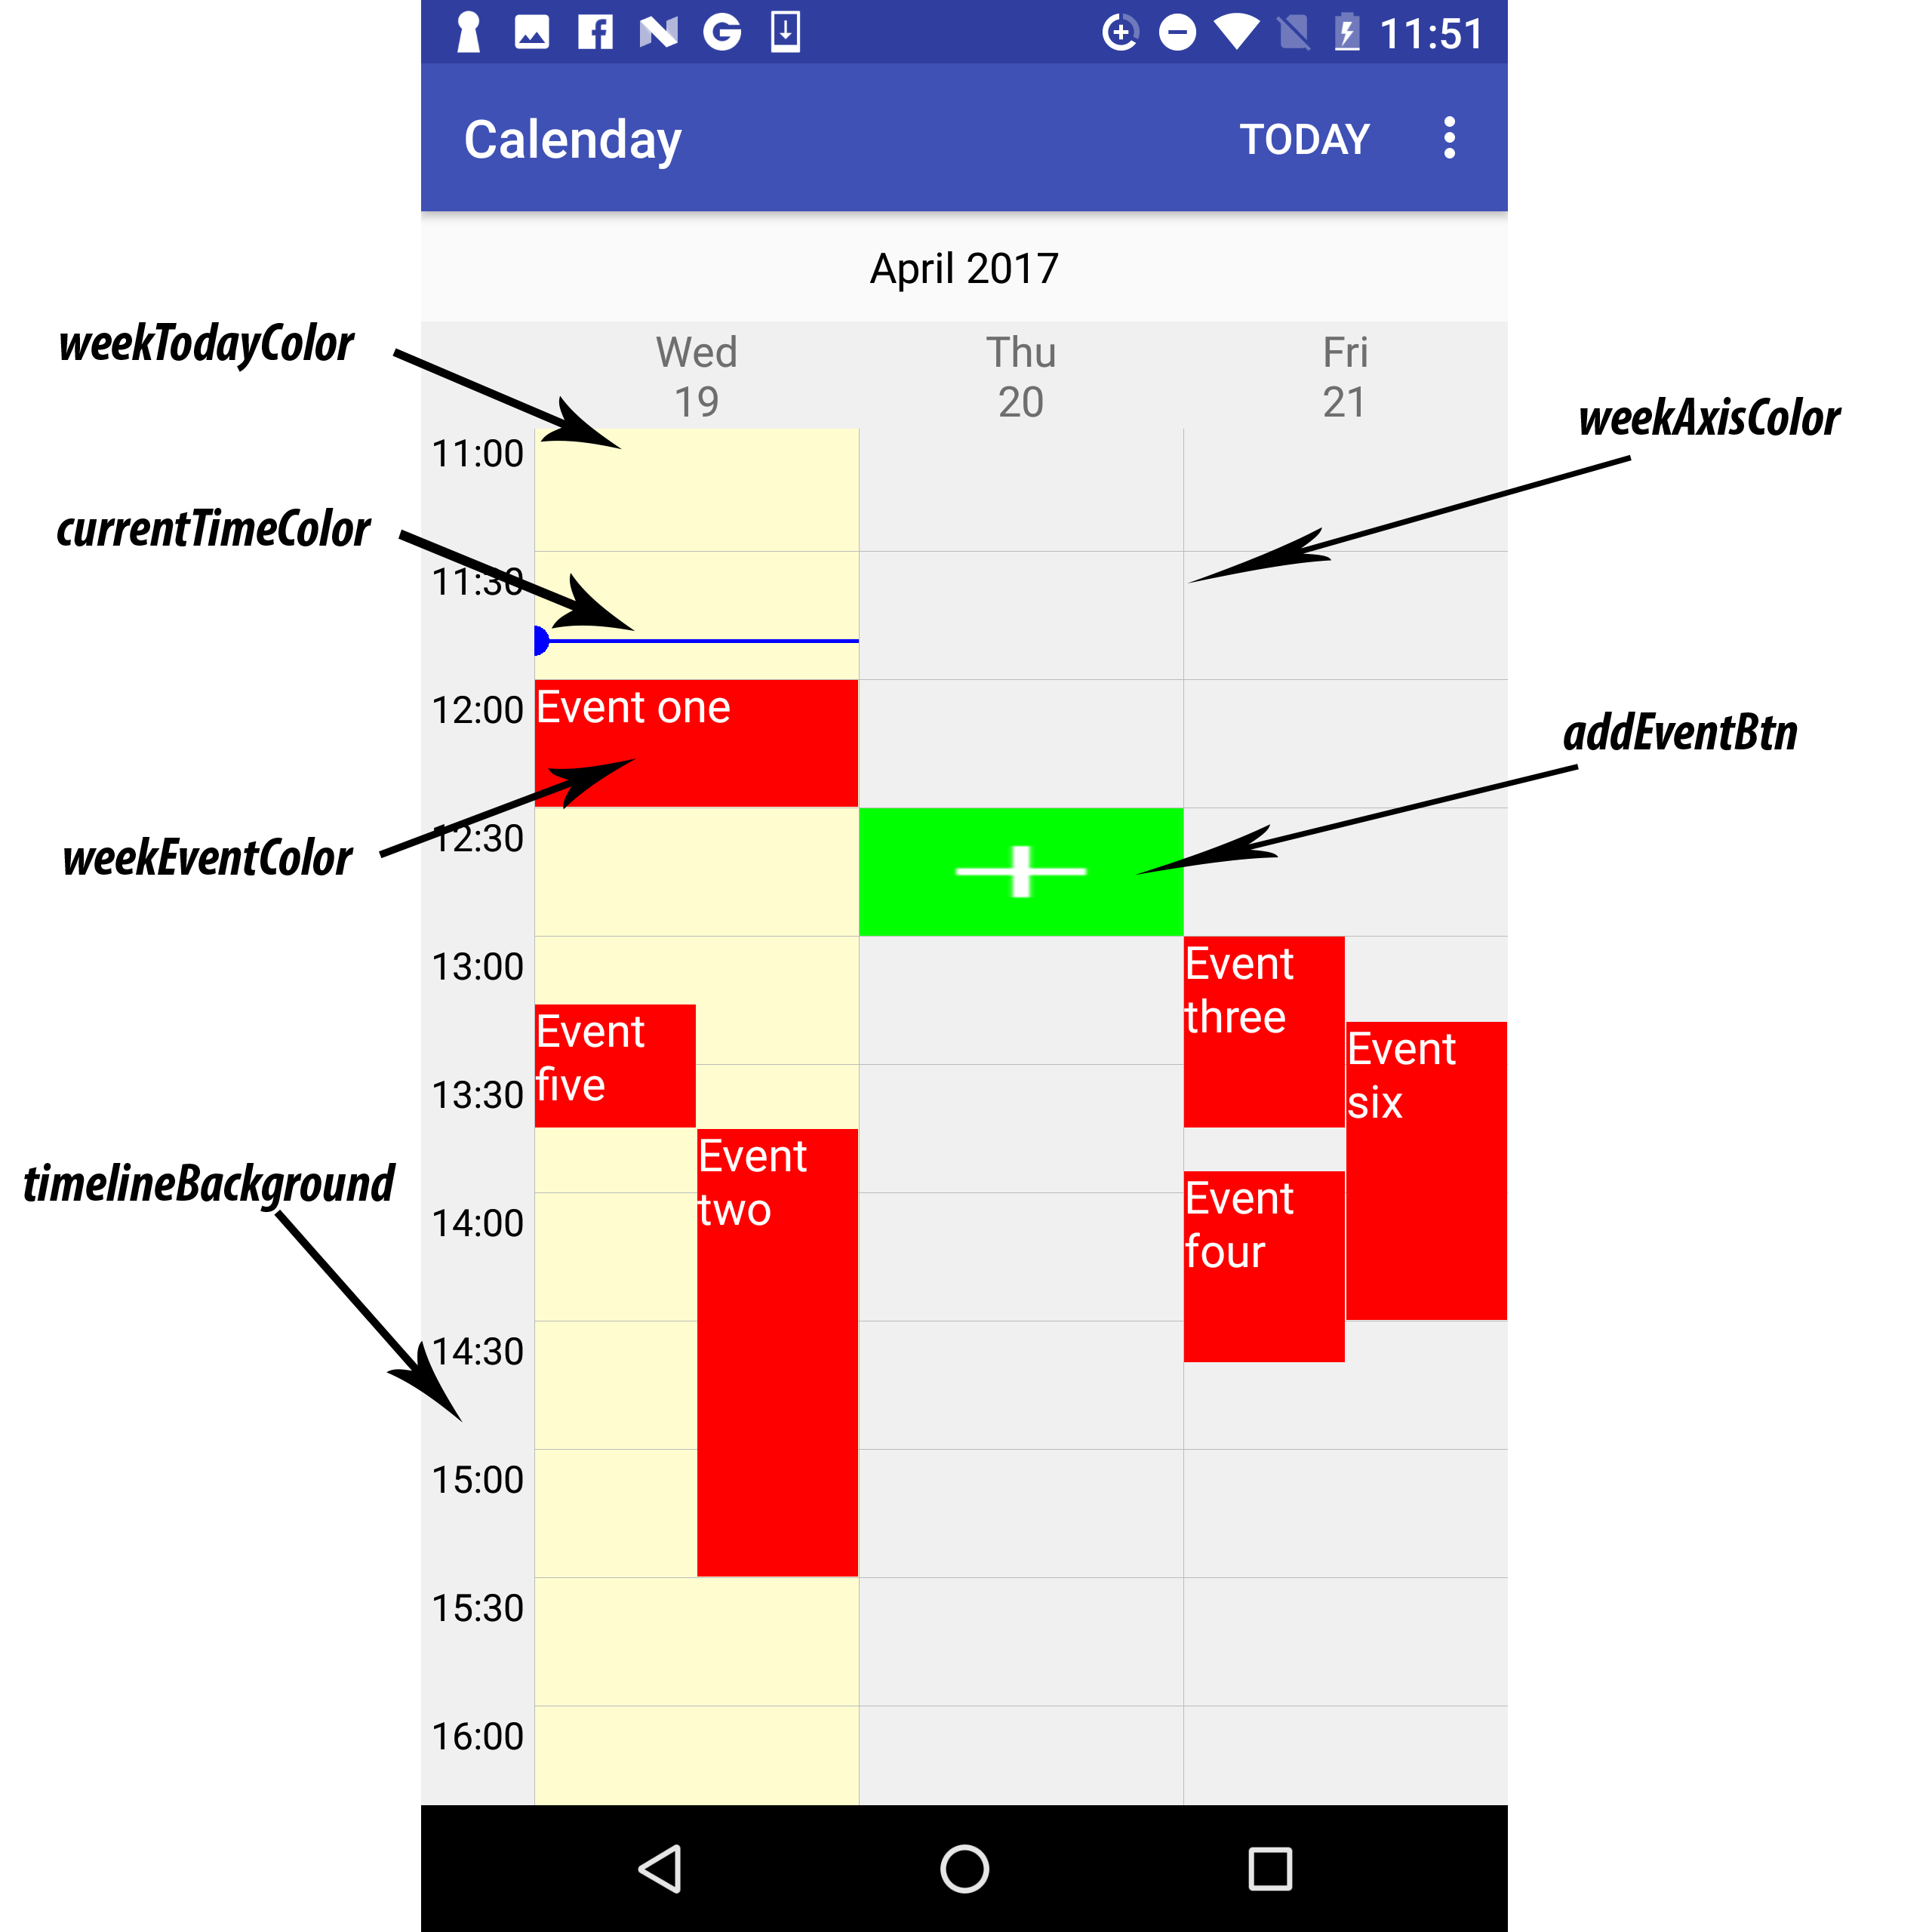 11:51
Calenday
TODAY
April 2017
weekTodayColor
Wed
Thu
Fri
19
20
21
weekAxisColor
11:00
currentTimeColor
11:30
12:00
Event one
addEventBtn
weekEventColor
12:30
13:00
Event
three
Event
five
Event
six
13:30
Event
two
timelineBackground
Event
four
14:00
14:30
15:00
15:30
16:00